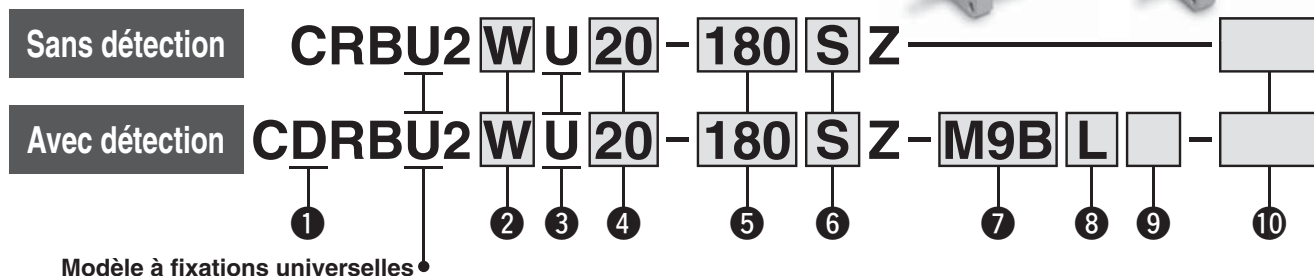 Sans détection CRBU2 W U 20 - 180 S Z
Avec détection CDRBU2 W U 20 - 180 S Z - M9B L -
❶ ❷ ❸ ❹ ❺ ❻ ❼ ❽ ❾ ❿
Modèle à fixations universelles